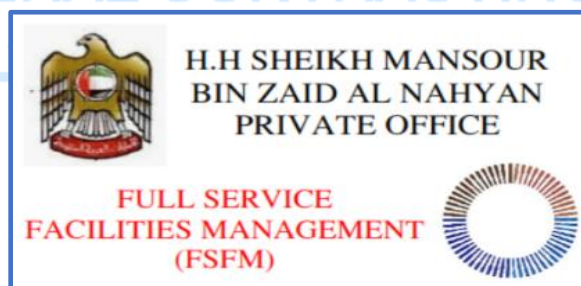 H.H SHEIKH MANSOUR
BIN ZAID AL NAHYAN
PRIVATE OFFICE
FULL SERVICE
FACILITIES MANAGEMENT
(FSFM)